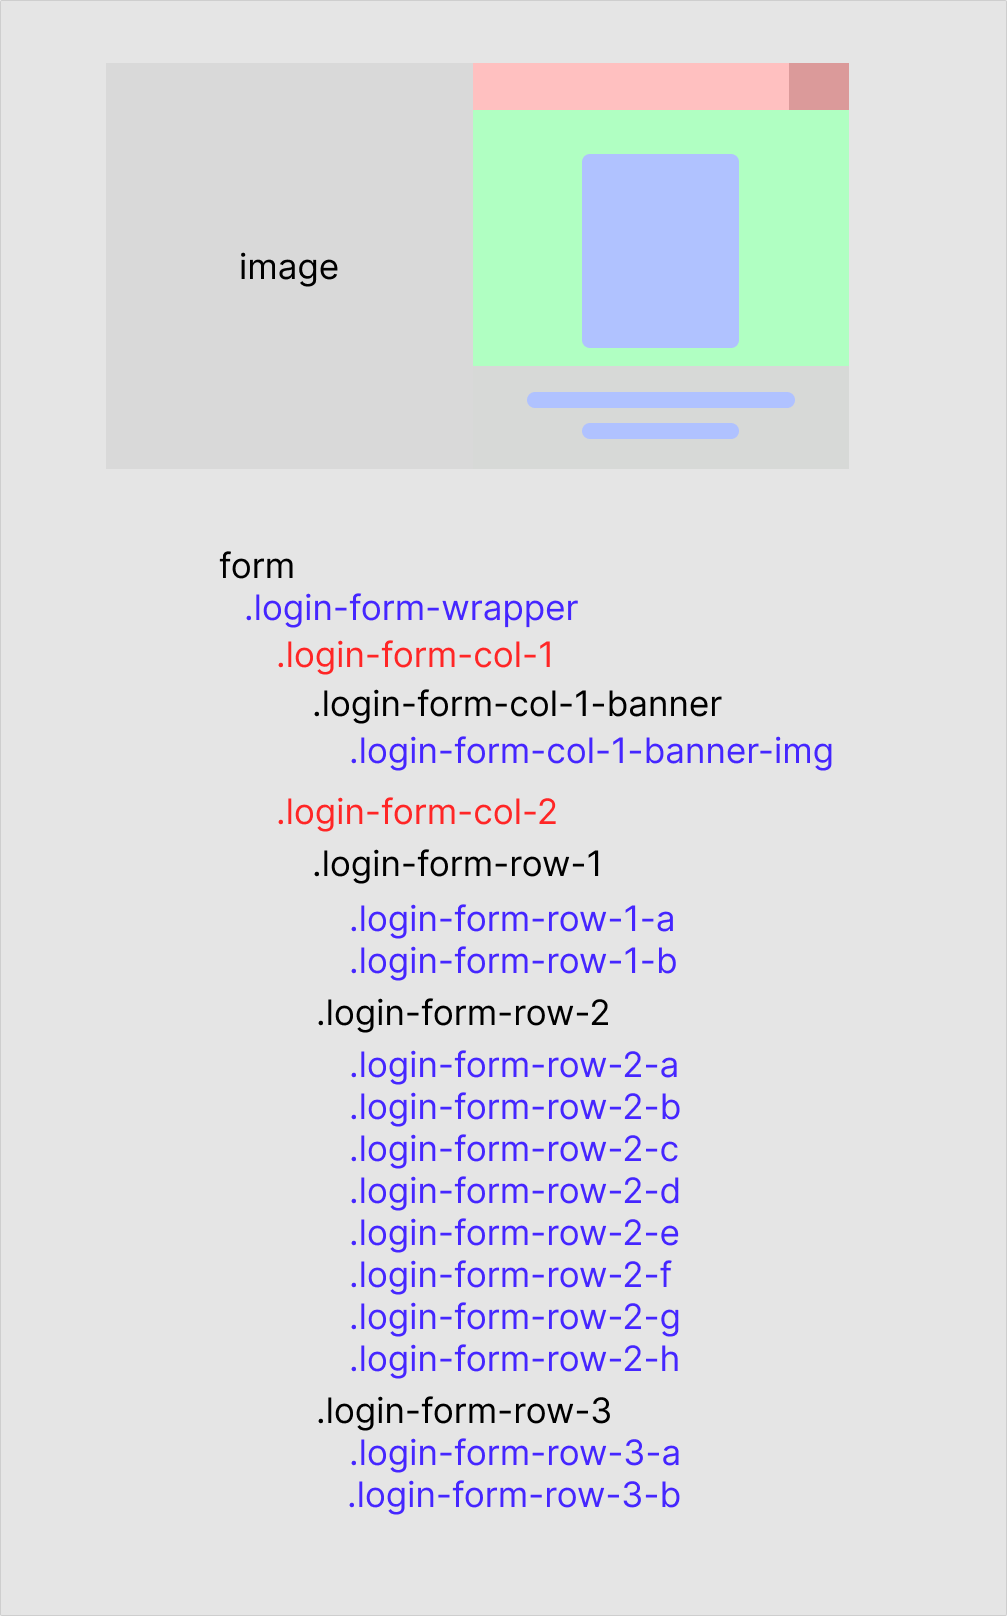 image
form
.login-form-wrapper
.login-form-col-1
.login-form-col-1-banner
.login-form-col-1-banner-img
.login-form-col-2
.login-form-row-1
.login-form-row-1-a
.login-form-row-1-b
.login-form-row-2
.login-form-row-2-a
.login-form-row-2-b
.login-form-row-2-c
.login-form-row-2-d
.login-form-row-2-e
.login-form-row-2-f
.login-form-row-2-g
.login-form-row-2-h
.login-form-row-3
.login-form-row-3-a
.login-form-row-3-b